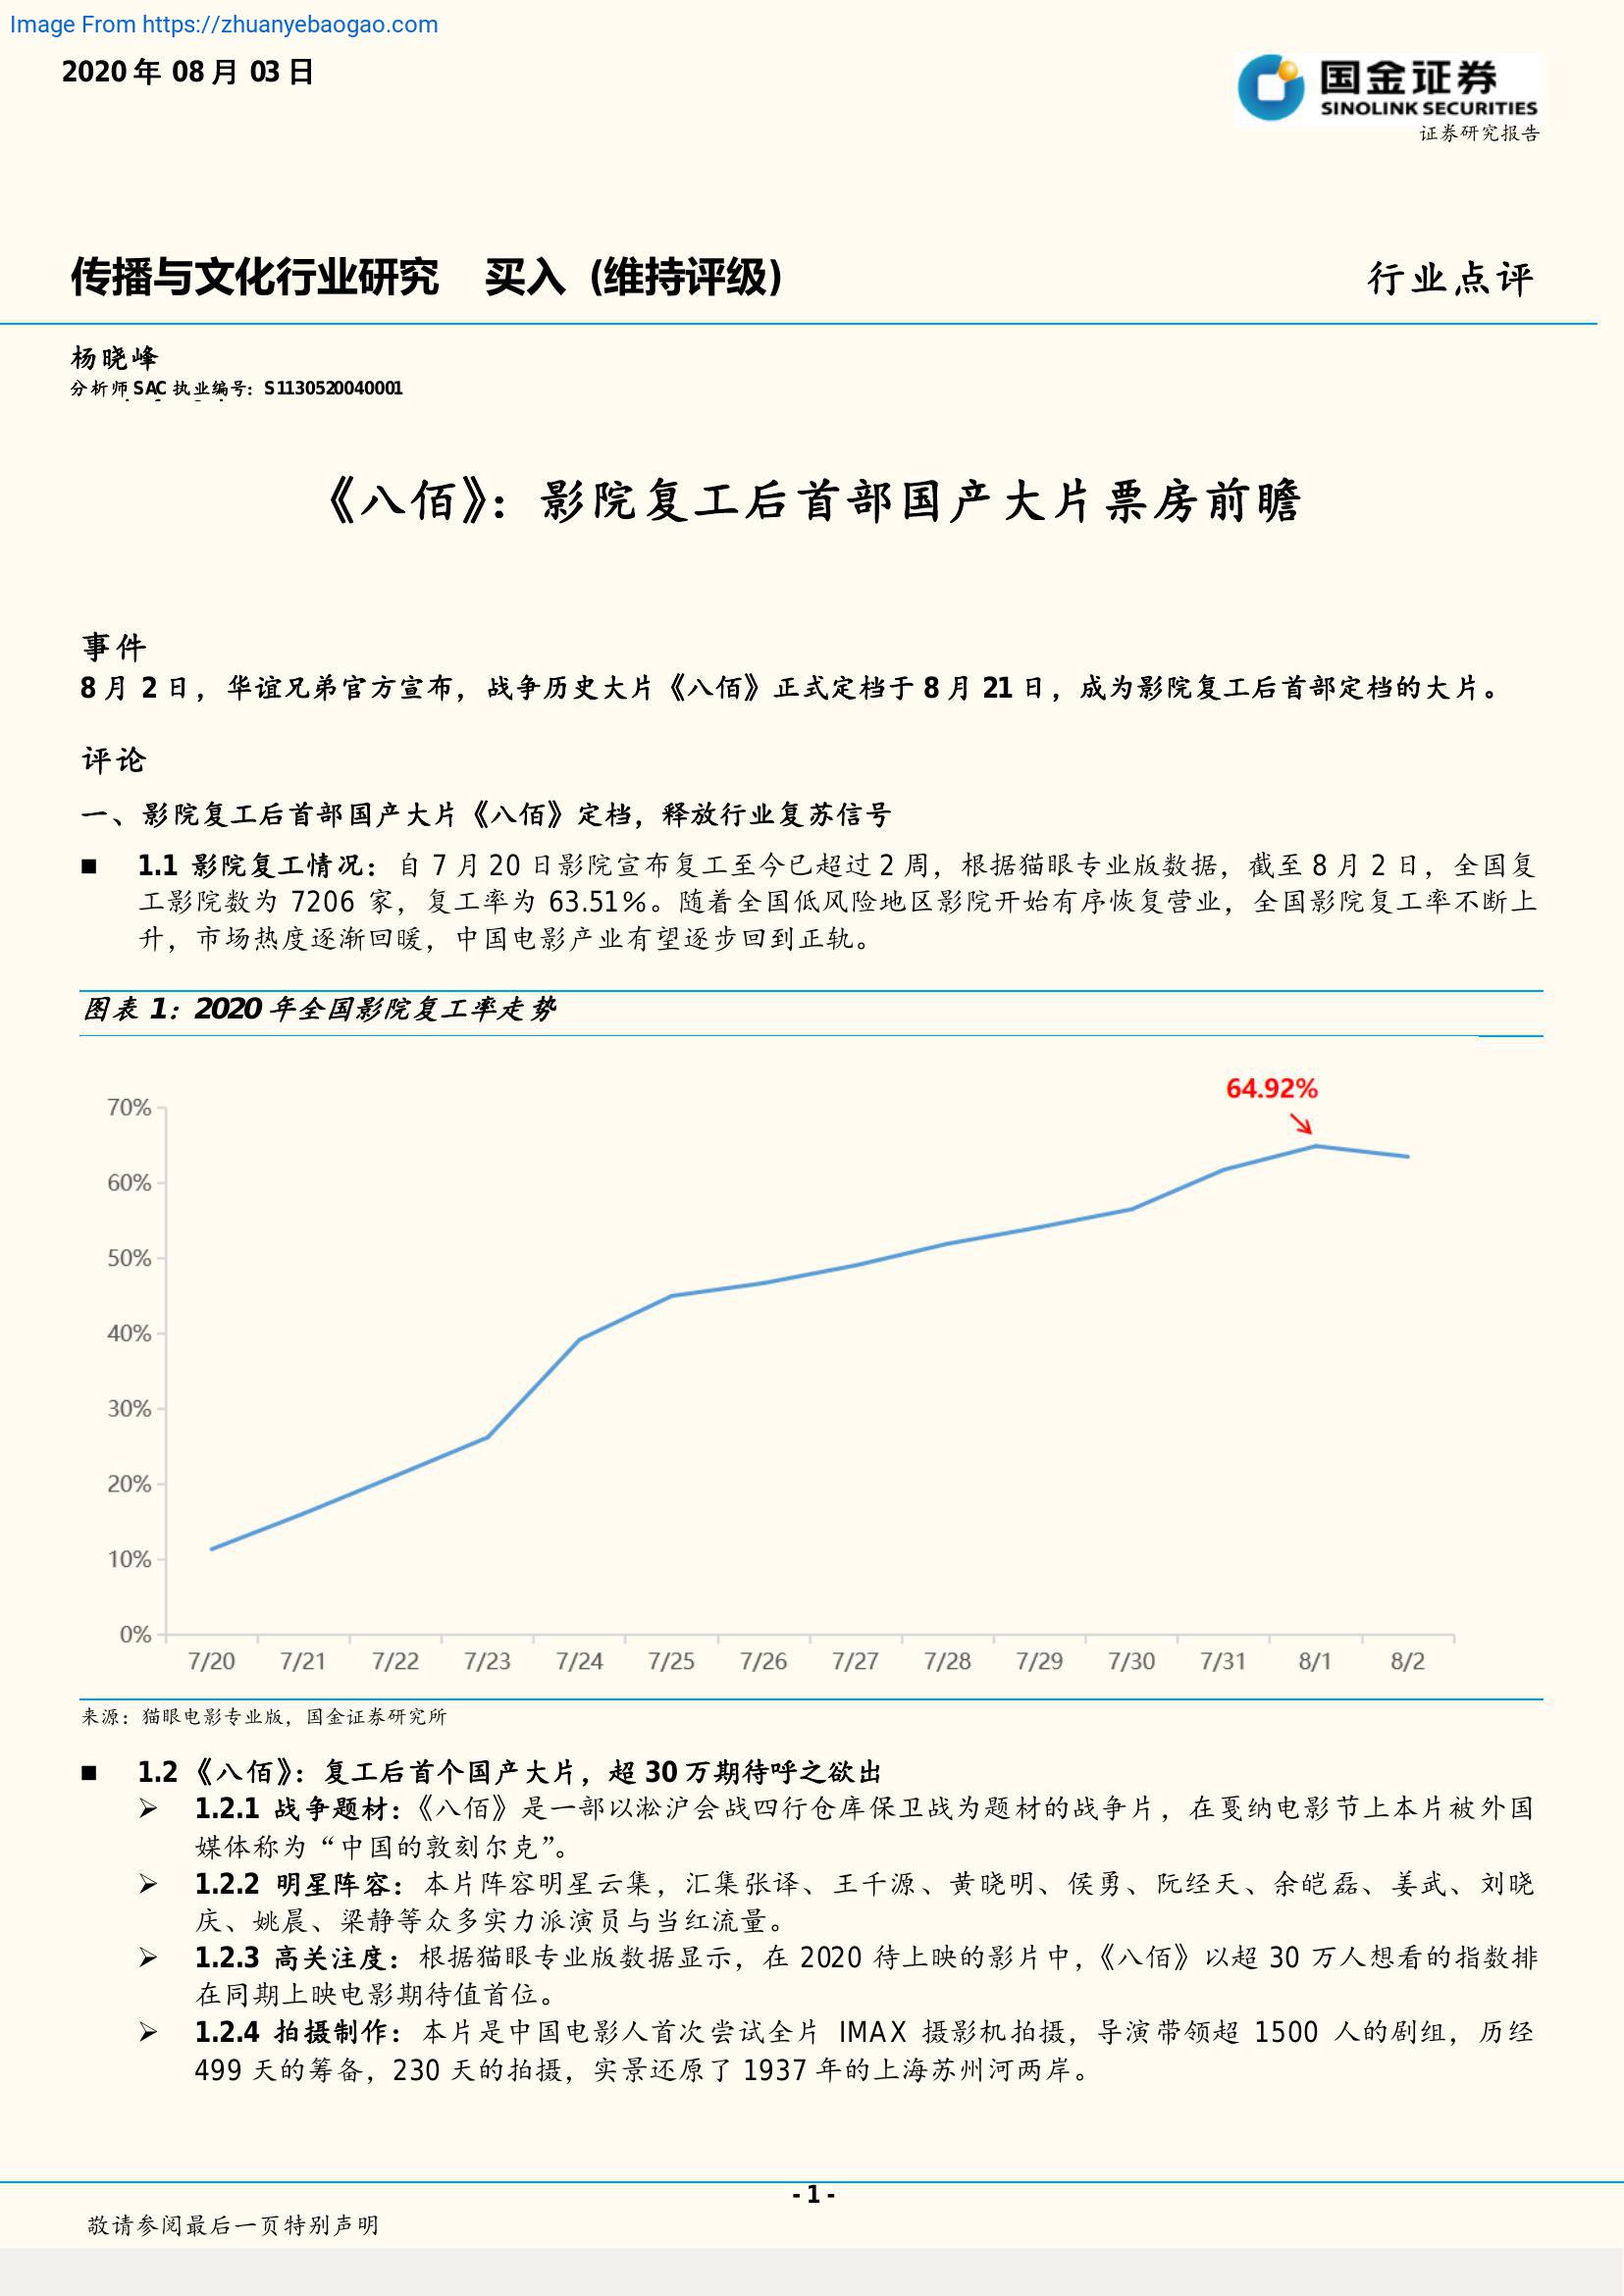 Image From https://zhuanyebaogao.com
2020 年 08 月 03 日
国金证券
SINOLINK SECURITIES
证券研究报告
传播与文化行业研究 买入 (维持评级)
行业点评
杨晓峰
分析师 SAC 执业编号：S1130520040001
《八佰》：影院复工后首部国产大片票房前瞻
事件
8 月 2 日，华谊兄弟官方宣布，战争历史大片《八佰》正式定档于 8 月 21 日，成为影院复工后首部定档的大片。
评论
一、影院复工后首部国产大片《八佰》定档，释放行业复苏信号
■ 1.1 影院复工情况：自 7 月 20 日影院宣布复工至今已超过 2 周，根据猫眼专业版数据，截至 8 月 2 日，全国复
工影院数为 7206 家，复工率为 63.51%。随着全国低风险地区影院开始有序恢复营业，全国影院复工率不断上
升，市场热度逐渐回暖，中国电影产业有望逐步回到正轨。
图表 1：2020 年全国影院复工率走势
64.92%
70%
60%
50%
40%
30%
20%
10%
0%
7/20 7/21 7/22 7/23 7/24 7/25 7/26 7/27 7/28 7/29 7/30 7/31 8/1 8/2
来源：猫眼电影专业版，国金证券研究所
■ 1.2 《八佰》：复工后首个国产大片，超 30 万期待呼之欲出
➢ 1.2.1 战争题材：《八佰》是一部以淞沪会战四行仓库保卫战为题材的战争片，在戛纳电影节上本片被外国
媒体称为“中国的敦刻尔克”。
➢ 1.2.2 明星阵容：本片阵容明星云集，汇集张译、王千源、黄晓明、侯勇、阮经天、余皑磊、姜武、刘晓
庆、姚晨、梁静等众多实力派演员与当红流量。
➢ 1.2.3 高关注度：根据猫眼专业版数据显示，在 2020 待上映的影片中，《八佰》以超 30 万人想看的指数排
在同期上映电影期待值首位。
➢ 1.2.4 拍摄制作：本片是中国电影人首次尝试全片 IMAX 摄影机拍摄，导演带领超 1500 人的剧组，历经
499 天的筹备，230 天的拍摄，实景还原了 1937 年的上海苏州河两岸。
- 1 -
敬请参阅最后一页特别声明